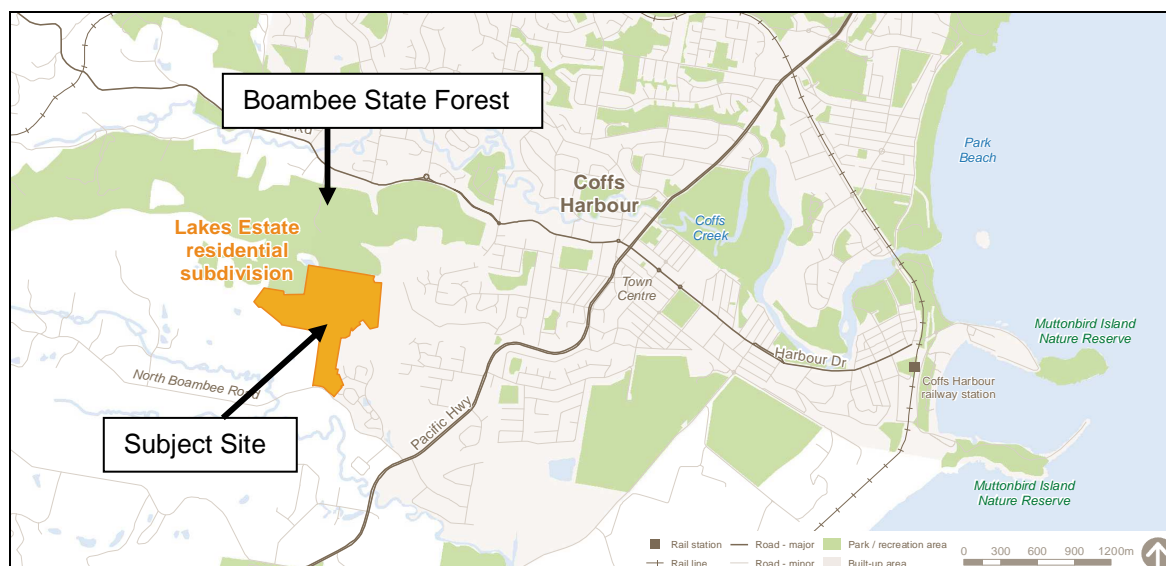 Boambee State Forest
Rd
Park
Beach
Coffs
Harbour
Lakes Estate
residential
subdivision
Coffs
Creek
Town
Centre
Muttonbird Island
Nature Reserve
Harbour Dr
North Boambee Road
Coffs Harbour
railway station
Pacific Hwy
Subject Site
Muttonbird Island
Nature Reserve
Rail station
Road - major
Park / recreation area
0 300 600 900 1200m
Rail line
Road - minor
Built-up area